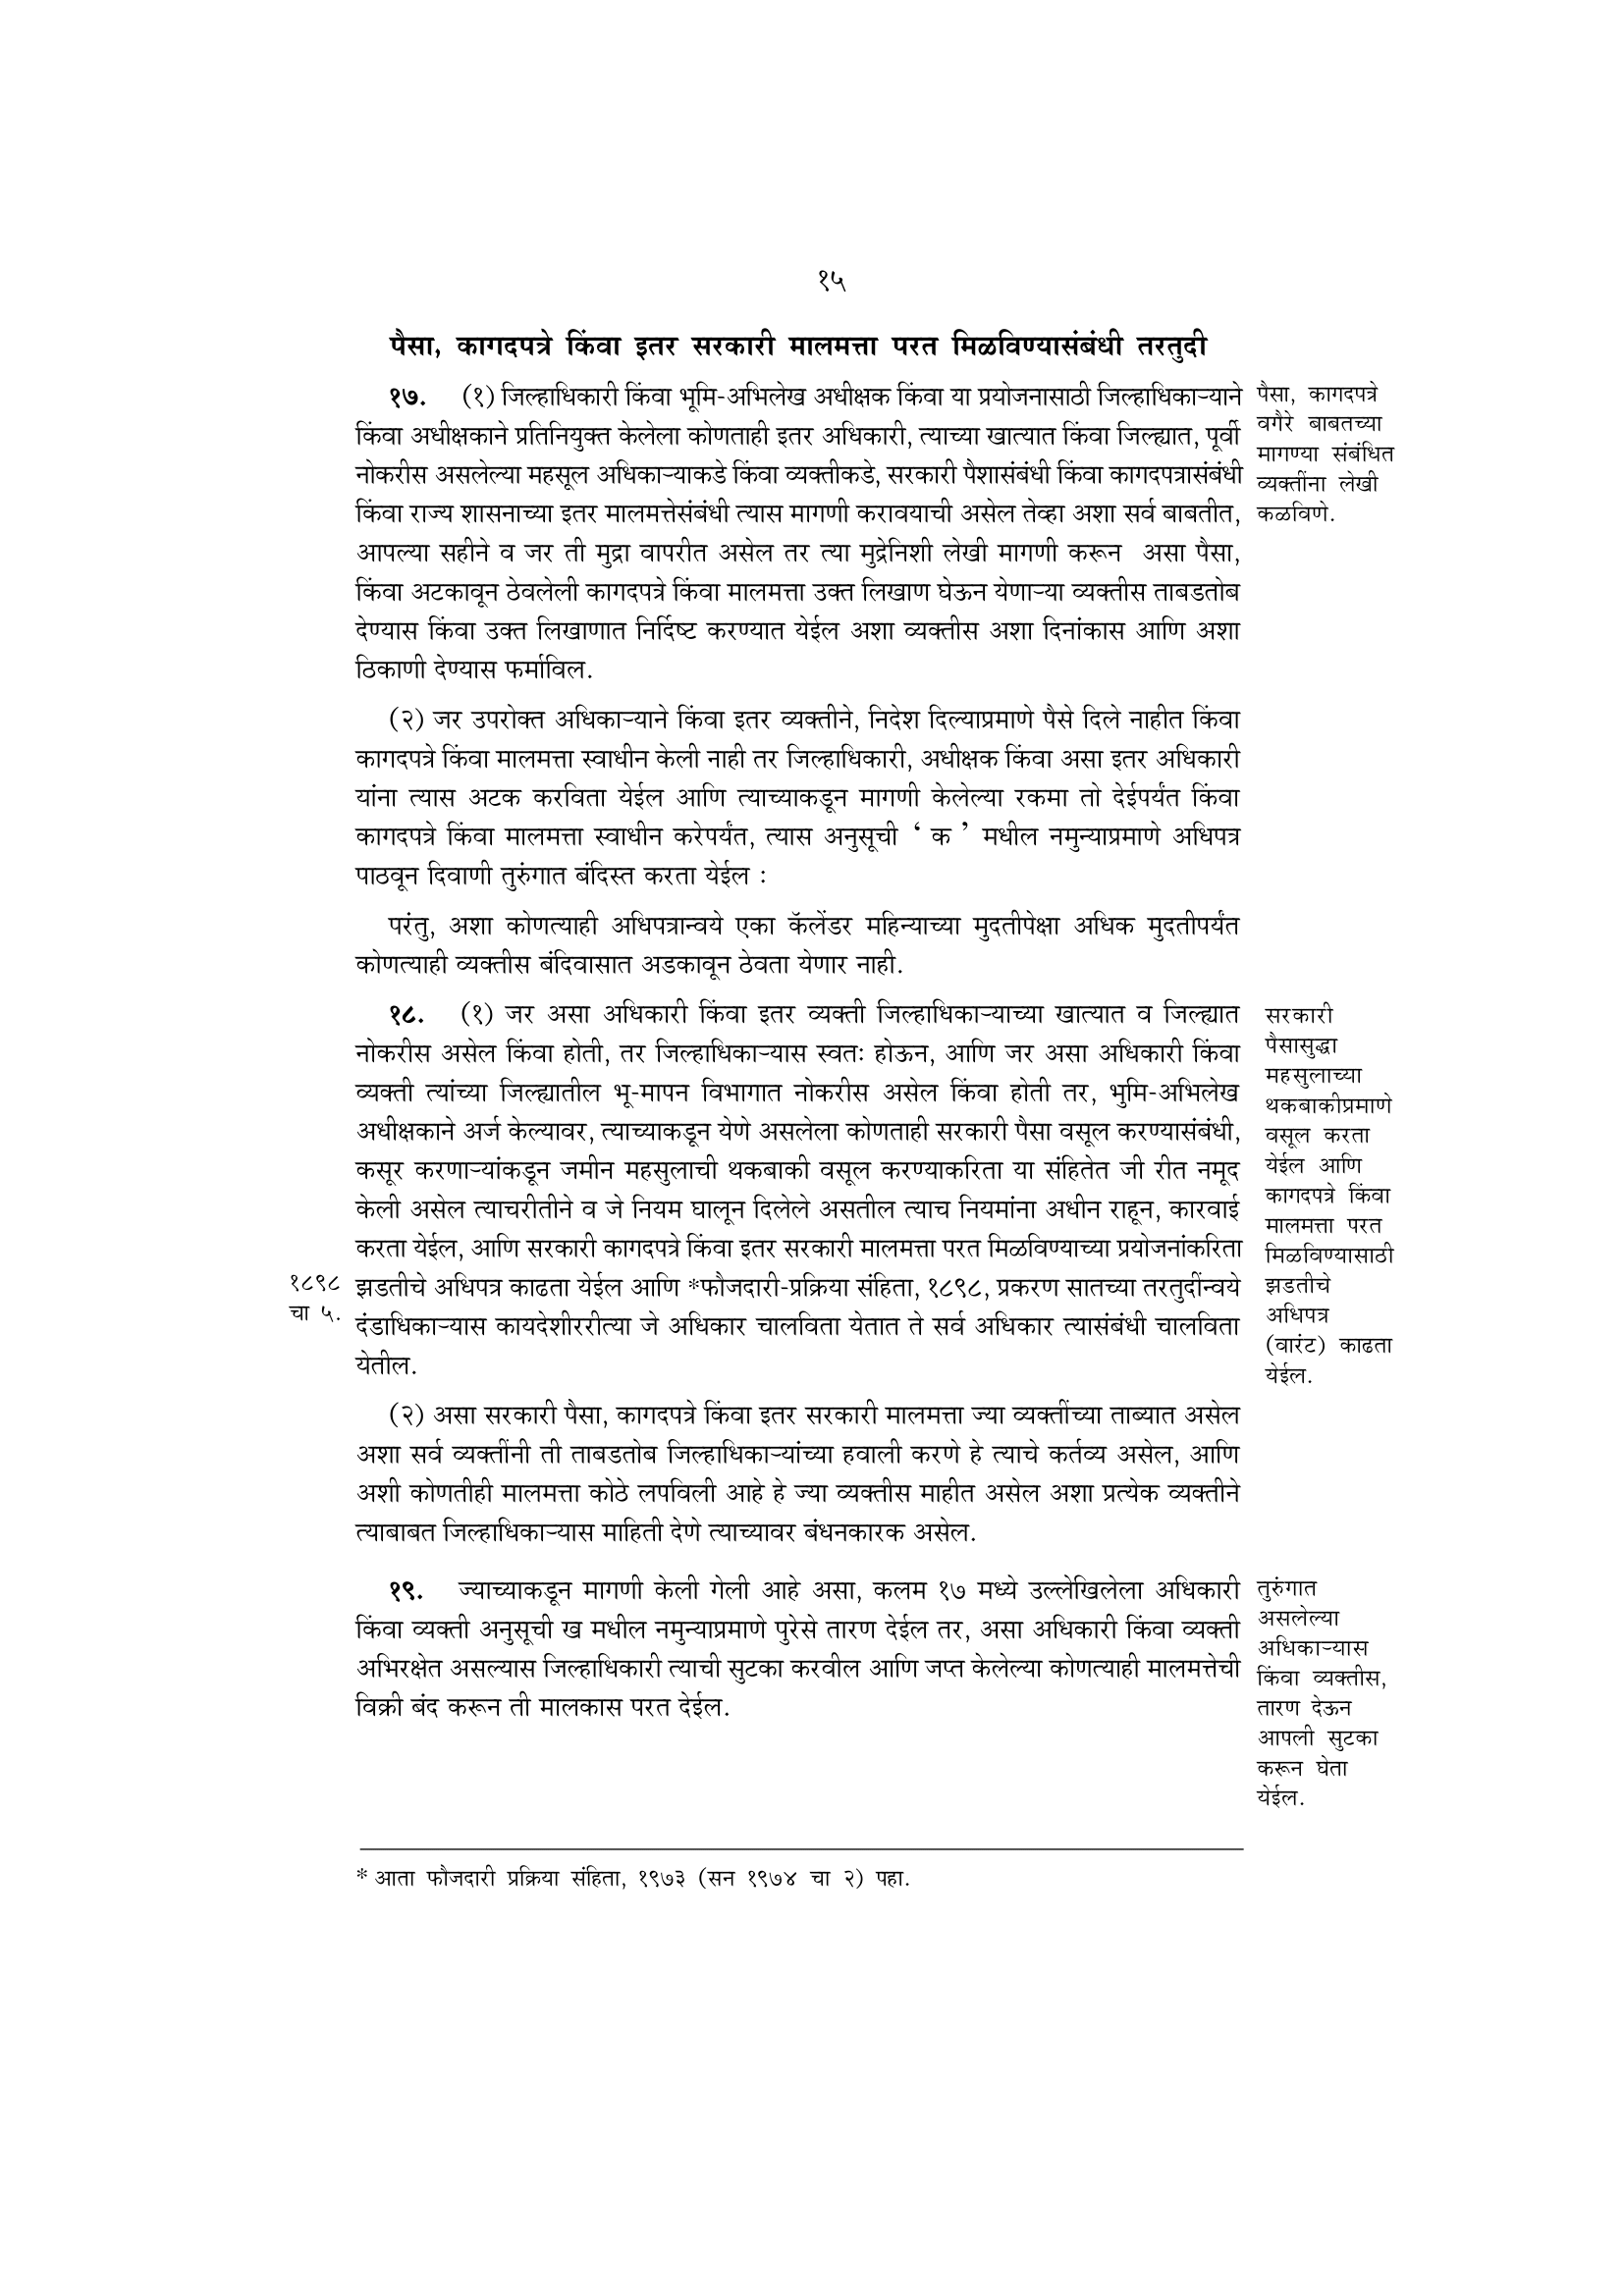 १५
पैसा, कागदपत्रे किंवा इतर सरकारी मालमत्ता परत मिळविण्यासंबंधी तरतुदी
१७. (१) जिल्हाधिकारी किंवा भूमि-अभिलेख अधीक्षक किंवा या प्रयोजनासाठी जिल्हाधिकाऱ्याने
किंवा अधीक्षकाने प्रतिनियुक्त केलेला कोणताही इतर अधिकारी, त्याच्या खात्यात किंवा जिल्ह्यात, पूर्वी
नोकरीस असलेल्या महसूल अधिकाऱ्याकडे किंवा व्यक्तीकडे, सरकारी पैशासंबंधी किंवा कागदपत्रासंबंधी
किंवा राज्य शासनाच्या इतर मालमत्तेसंबंधी त्यास मागणी करावयाची असेल तेव्हा अशा सर्व बाबतीत,
आपल्या सहीने व जर ती मुद्रा वापरीत असेल तर त्या मुद्रेनिशी लेखी मागणी करून असा पैसा,
किंवा अटकावून ठेवलेली कागदपत्रे किंवा मालमत्ता उक्त लिखाण घेऊन येणाऱ्या व्यक्तीस ताबडतोब
देण्यास किंवा उक्त लिखाणात निर्दिष्ट करण्यात येईल अशा व्यक्तीस अशा दिनांकास आणि अशा
ठिकाणी देण्यास फर्माविल.
पैसा, कागदपत्रे
वगैरे बाबतच्या
मागण्या संबंधित
व्यक्तींना लेखी
कळविणे.
(२) जर उपरोक्त अधिकाऱ्याने किंवा इतर व्यक्तीने, निदेश दिल्याप्रमाणे पैसे दिले नाहीत किंवा
कागदपत्रे किंवा मालमत्ता स्वाधीन केली नाही तर जिल्हाधिकारी, अधीक्षक किंवा असा इतर अधिकारी
यांना त्यास अटक करविता येईल आणि त्याच्याकडून मागणी केलेल्या रकमा तो देईपर्यंत किंवा
कागदपत्रे किंवा मालमत्ता स्वाधीन करेपर्यंत, त्यास अनुसूची ‘ क ’ मधील नमुन्याप्रमाणे अधिपत्र
पाठवून दिवाणी तुरुंगात बंदिस्त करता येईल :
परंतु, अशा कोणत्याही अधिपत्रान्वये एका कॅलेंडर महिन्याच्या मुदतीपेक्षा अधिक मुदतीपर्यंत
कोणत्याही व्यक्तीस बंदिवासात अडकावून ठेवता येणार नाही.
१८. (१) जर असा अधिकारी किंवा इतर व्यक्ती जिल्हाधिकाऱ्याच्या खात्यात व जिल्ह्यात
नोकरीस असेल किंवा होती, तर जिल्हाधिकाऱ्यास स्वतः होऊन, आणि जर असा अधिकारी किंवा
व्यक्ती त्यांच्या जिल्ह्यातील भू-मापन विभागात नोकरीस असेल किंवा होती तर, भुमि-अभिलेख
अधीक्षकाने अर्ज केल्यावर, त्याच्याकडून येणे असलेला कोणताही सरकारी पैसा वसूल करण्यासंबंधी,
कसूर करणाऱ्यांकडून जमीन महसुलाची थकबाकी वसूल करण्याकरिता या संहितेत जी रीत नमूद
केली असेल त्याचरीतीने व जे नियम घालून दिलेले असतील त्याच नियमांना अधीन राहून, कारवाई
करता येईल, आणि सरकारी कागदपत्रे किंवा इतर सरकारी मालमत्ता परत मिळविण्याच्या प्रयोजनांकरिता
झडतीचे अधिपत्र काढता येईल आणि *फौजदारी-प्रक्रिया संहिता, १८९८, प्रकरण सातच्या तरतुदींन्वये
दंडाधिकाऱ्यास कायदेशीररीत्या जे अधिकार चालविता येतात ते सर्व अधिकार त्यासंबंधी चालविता
येतील.
१८९८
चा ५.
सरकारी
पैसासुद्धा
महसुलाच्या
थकबाकीप्रमाणे
वसूल करता
येईल आणि
कागदपत्रे किंवा
मालमत्ता परत
मिळविण्यासाठी
झडतीचे
अधिपत्र
(वारंट) काढता
येईल.
(२) असा सरकारी पैसा, कागदपत्रे किंवा इतर सरकारी मालमत्ता ज्या व्यक्तींच्या ताब्यात असेल
अशा सर्व व्यक्तींनी ती ताबडतोब जिल्हाधिकाऱ्यांच्या हवाली करणे हे त्याचे कर्तव्य असेल, आणि
अशी कोणतीही मालमत्ता कोठे लपविली आहे हे ज्या व्यक्तीस माहीत असेल अशा प्रत्येक व्यक्तीने
त्याबाबत जिल्हाधिकाऱ्यास माहिती देणे त्याच्यावर बंधनकारक असेल.
१९. ज्याच्याकडून मागणी केली गेली आहे असा, कलम १७ मध्ये उल्लेखिलेला अधिकारी
किंवा व्यक्ती अनुसूची ख मधील नमुन्याप्रमाणे पुरेसे तारण देईल तर, असा अधिकारी किंवा व्यक्ती
अभिरक्षेत असल्यास जिल्हाधिकारी त्याची सुटका करवील आणि जप्त केलेल्या कोणत्याही मालमत्तेची
विक्री बंद करून ती मालकास परत देईल.
तुरुंगात
असलेल्या
अधिकाऱ्यास
किंवा व्यक्तीस,
तारण देऊन
आपली सुटका
करून घेता
येईल.
* आता फौजदारी प्रक्रिया संहिता, १९७३ (सन १९७४ चा २) पहा.